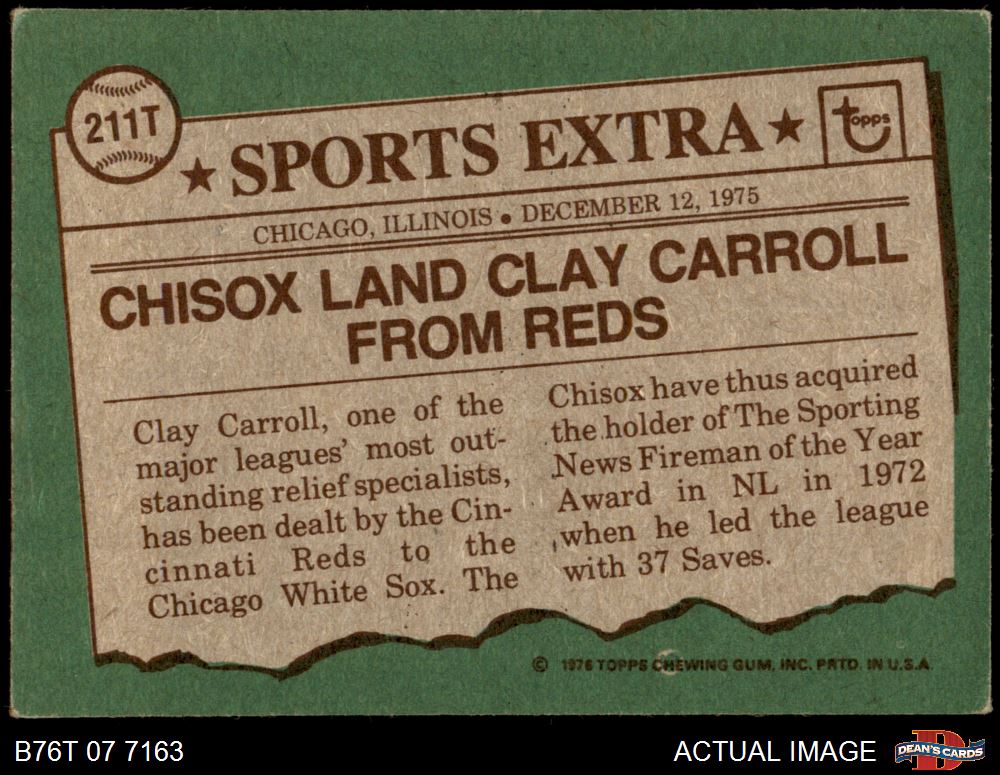 211T
★ SPORTS EXTRA ★
topps
CHICAGO, ILLINOIS • DECEMBER 12, 1975
CHISOX LAND CLAY CARROLL
FROM REDS
Clay Carroll, one of the
major leagues' most out-
standing relief specialists,
has been dealt by the Cin-
cinnati Reds to the
Chicago White Sox. The
Chisox have thus acquired
the holder of The Sporting
News Fireman of the Year
Award in NL in 1972
when he led the league
with 37 Saves.
© 1976 TOPPS CHEWING GUM, INC. PRTD. IN U.S.A.
B76T 07 7163
ACTUAL IMAGE
D
DEAN'S CARDS